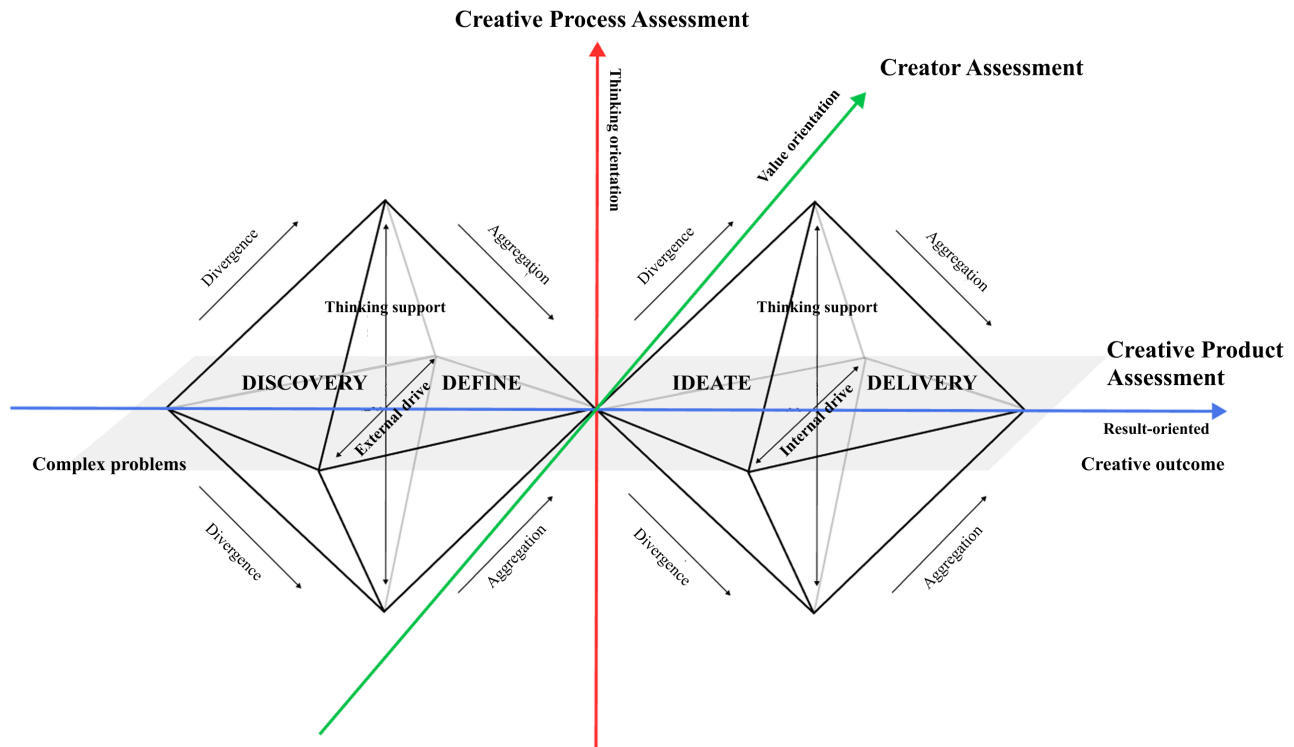 Creative Process Assessment
Creator Assessment
Thinking orientation
Value orientation
Divergence
Aggregation
Divergence
Aggregation
Thinking support
Thinking support
Creative Product
Assessment
DISCOVERY
DEFINE
IDEATE
DELIVERY
External drive
Internal drive
Result-oriented
Complex problems
Creative outcome
Divergence
Aggregation
Divergence
Aggregation